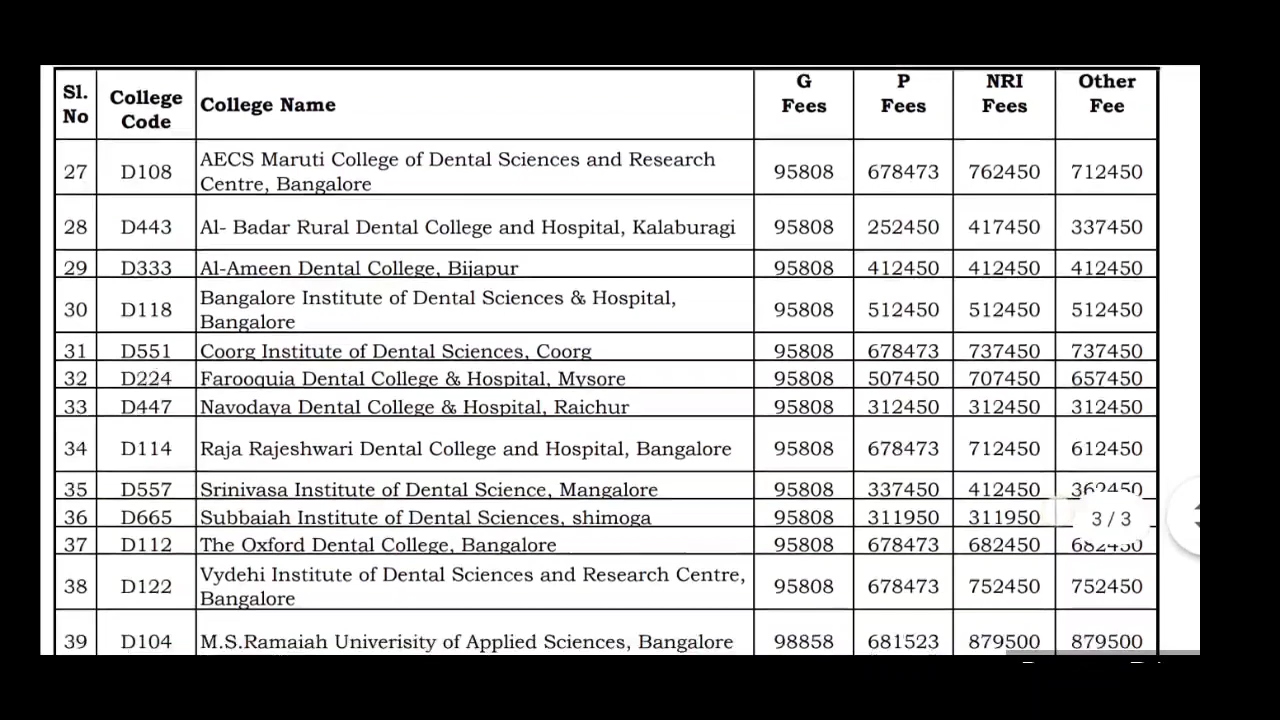 Sl. No College Code College Name G Fees P Fees NRI Fees Other Fee
27 D108 AECS Maruti College of Dental Sciences and Research Centre, Bangalore 95808 678473 762450 712450
28 D443 Al- Badar Rural Dental College and Hospital, Kalaburagi 95808 252450 417450 337450
29 D333 Al-Ameen Dental College, Bijapur 95808 412450 412450 412450
30 D118 Bangalore Institute of Dental Sciences & Hospital, Bangalore 95808 512450 512450 512450
31 D551 Coorg Institute of Dental Sciences, Coorg 95808 678473 737450 737450
32 D224 Farooquia Dental College & Hospital, Mysore 95808 507450 707450 657450
33 D447 Navodaya Dental College & Hospital, Raichur 95808 312450 312450 312450
34 D114 Raja Rajeshwari Dental College and Hospital, Bangalore 95808 678473 712450 612450
35 D557 Srinivasa Institute of Dental Science, Mangalore 95808 337450 412450 362450
36 D665 Subbaiah Institute of Dental Sciences, shimoga 95808 311950 311950
3 / 3
37 D112 The Oxford Dental College, Bangalore 95808 678473 682450 682450
38 D122 Vydehi Institute of Dental Sciences and Research Centre, Bangalore 95808 678473 752450 752450
39 D104 M.S.Ramaiah Univerisity of Applied Sciences, Bangalore 98858 681523 879500 879500